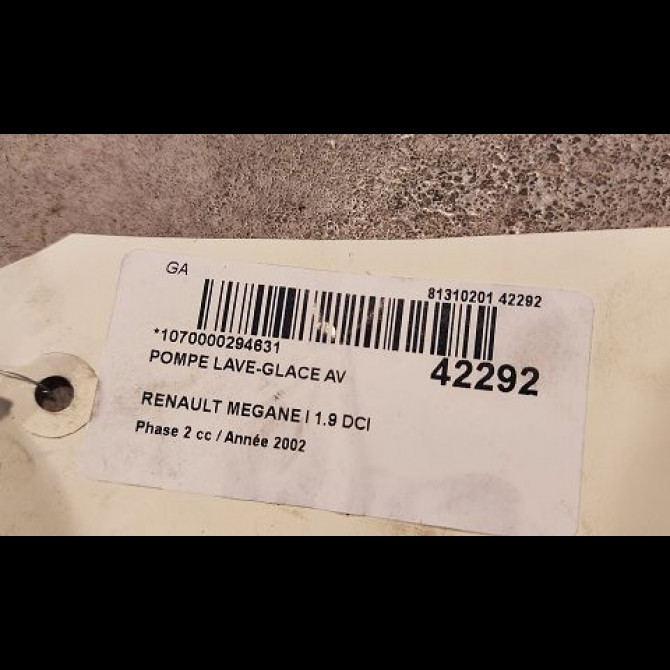 GA
81310201 42292
*1070000294631
POMPE LAVE-GLACE AV
42292
RENAULT MEGANE I 1.9 DCI
Phase 2 cc / Année 2002